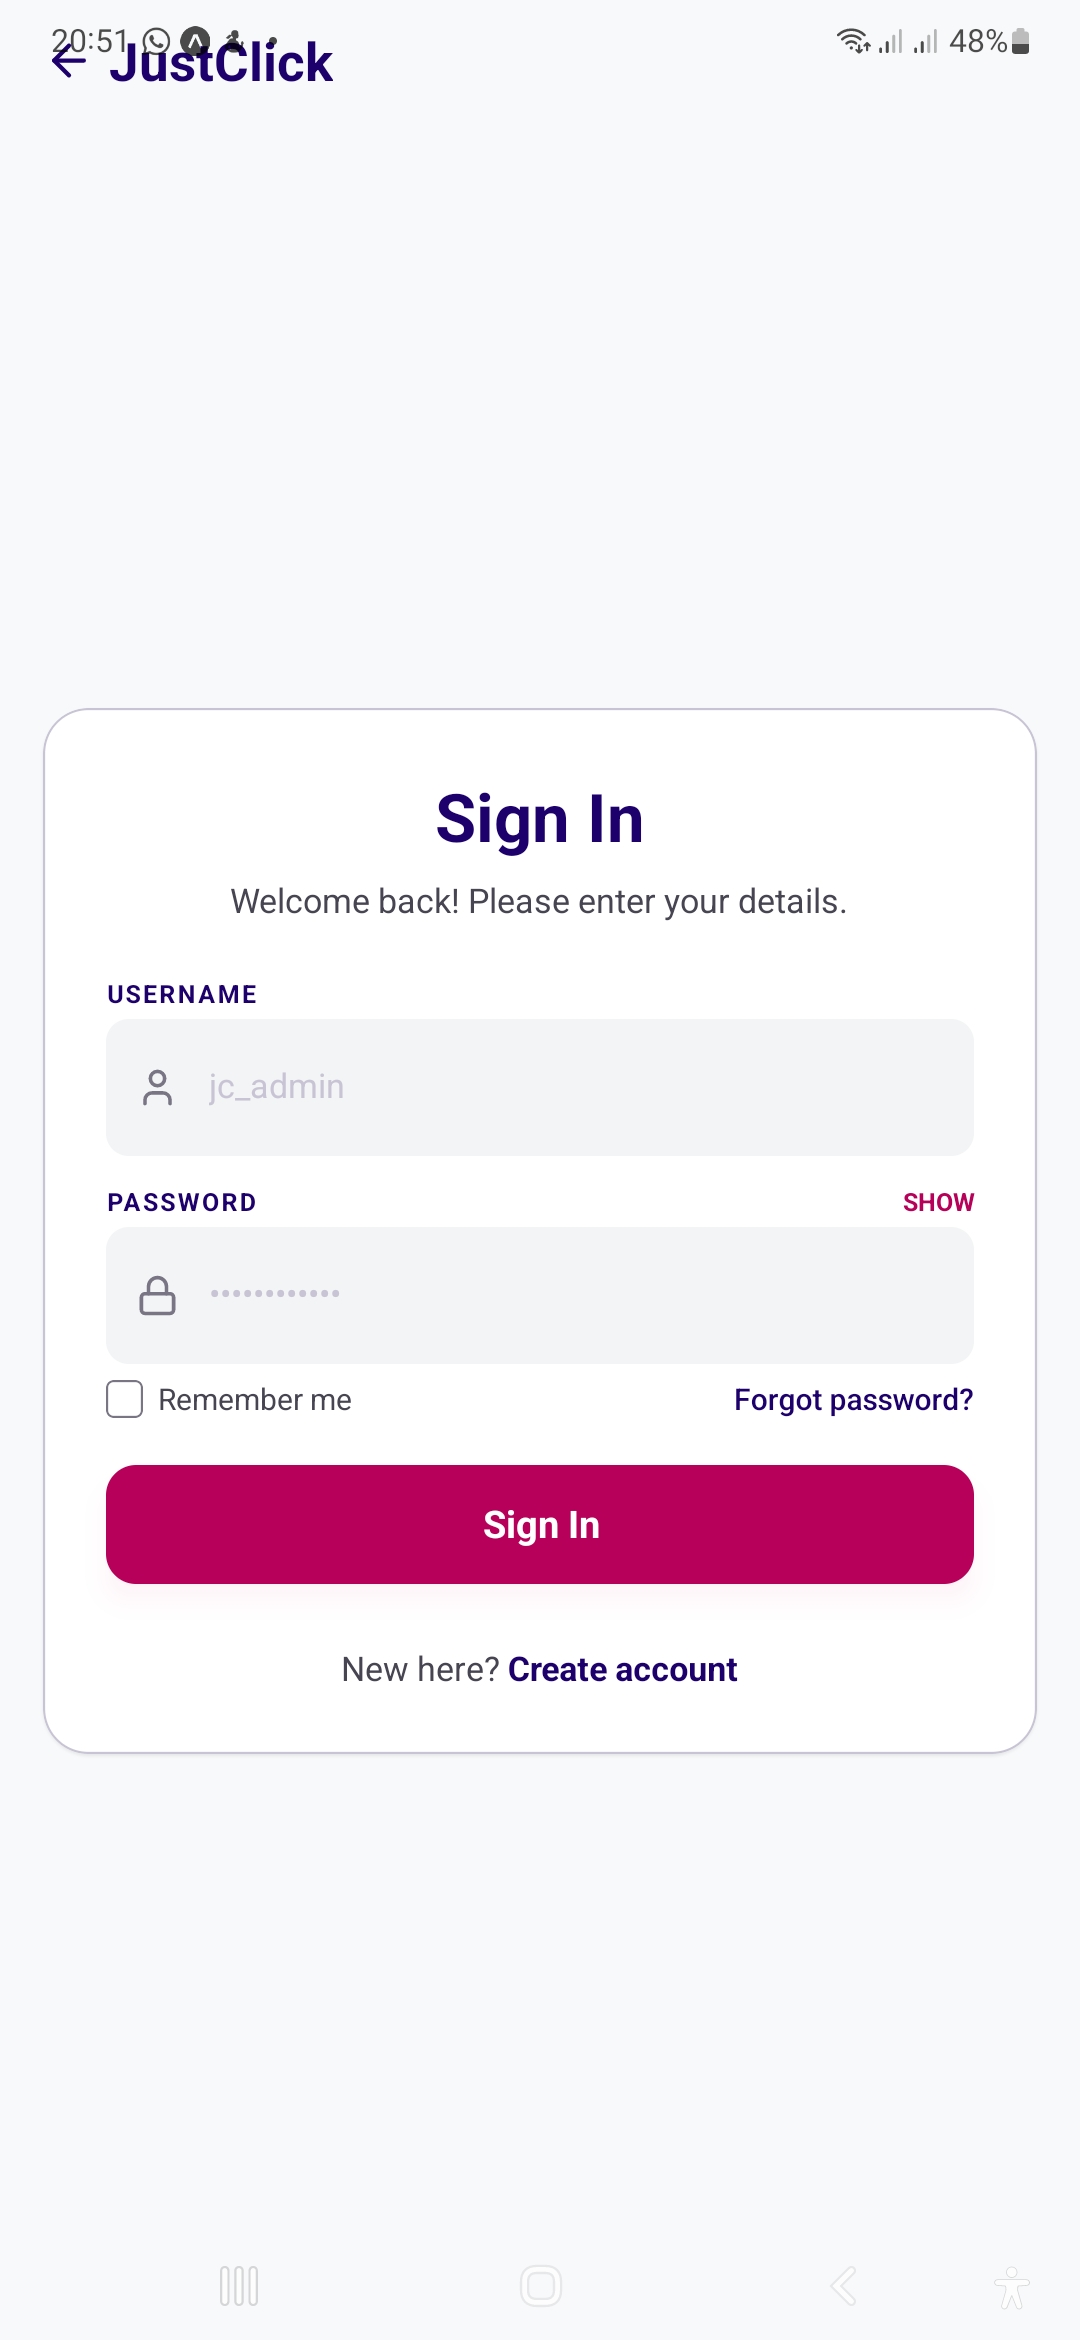 20:51 48%
JustClick
Sign In
Welcome back! Please enter your details.
USERNAME
jc_admin
PASSWORD SHOW
••••••••••••
Remember me Forgot password?
Sign In
New here? Create account